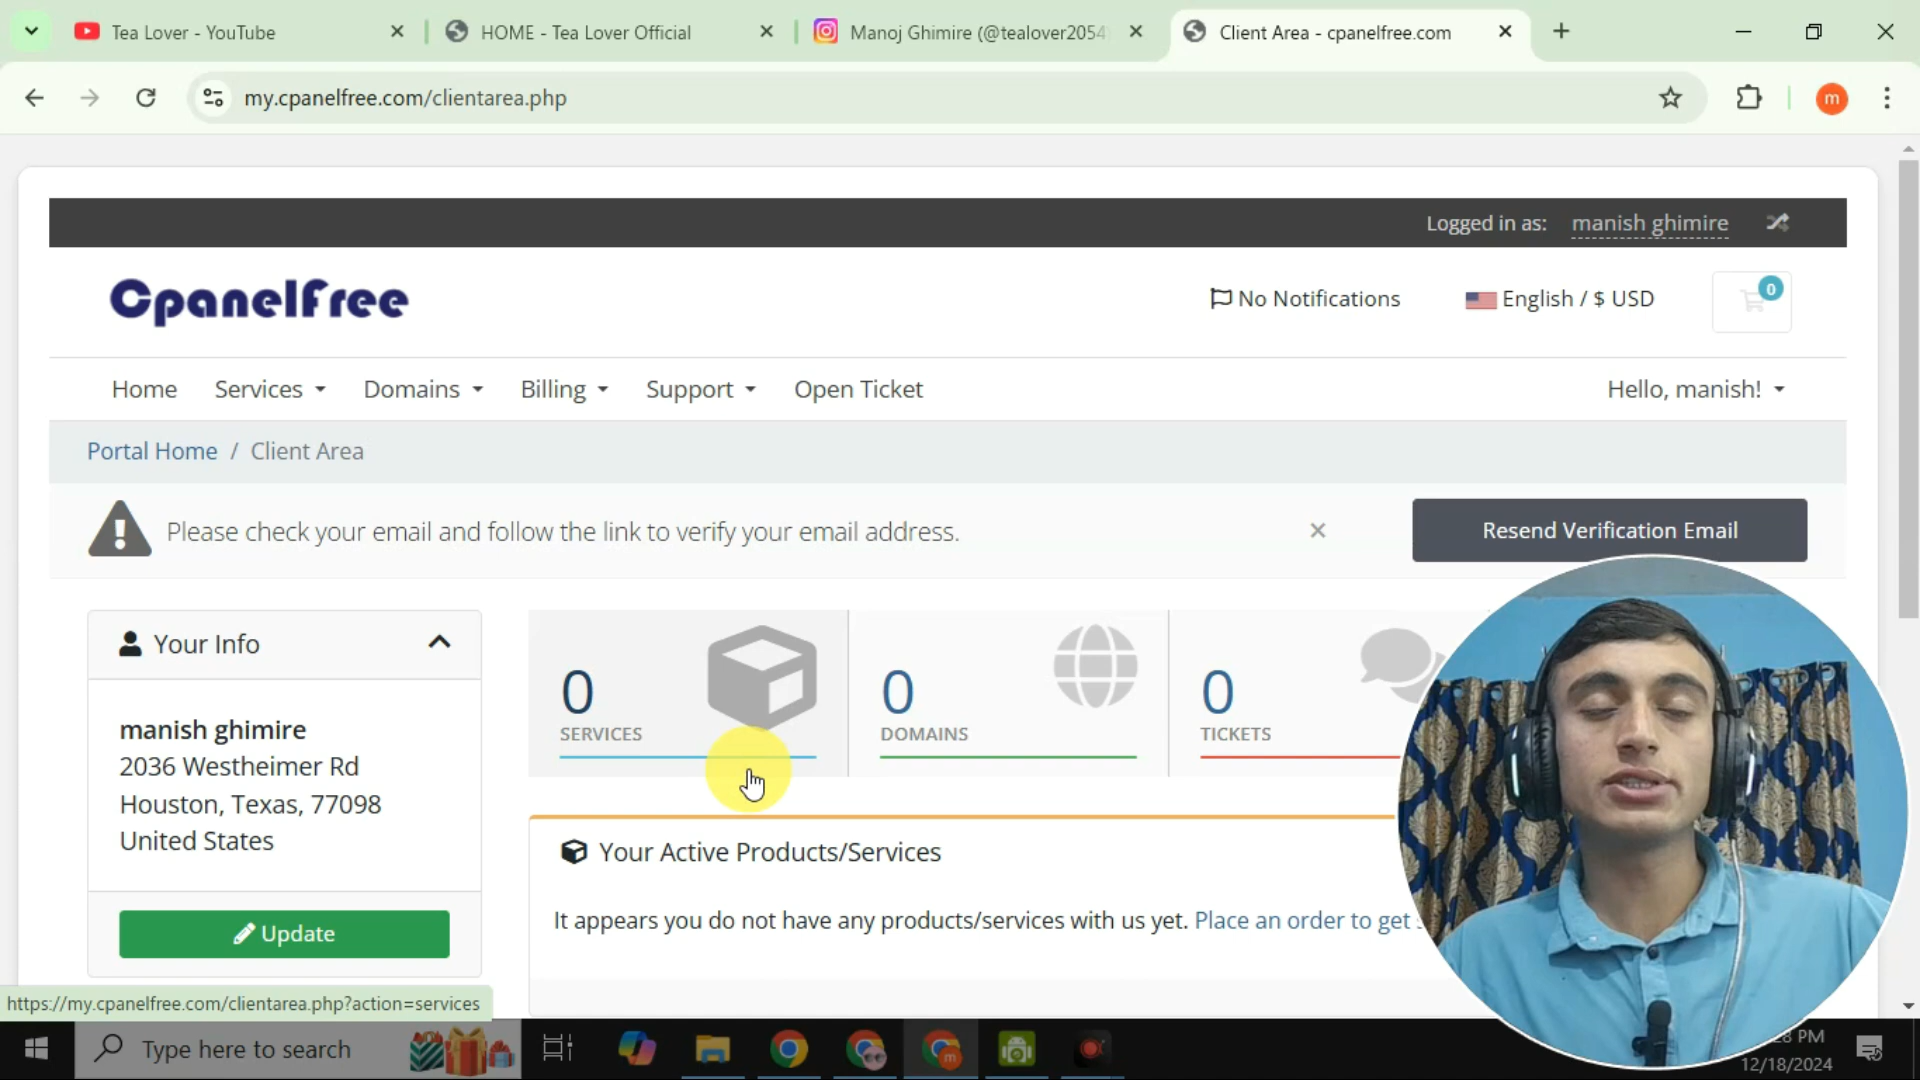 Tea Lover - YouTube
HOME - Tea Lover Official
Manoj Ghimire (@tealover2054
Client Area - cpanelfree.com
my.cpanelfree.com/clientarea.php
m
Logged in as: manish ghimire
CpanelFree
No Notifications
English / $ USD
0
Home
Services
Domains
Billing
Support
Open Ticket
Hello, manish!
Portal Home / Client Area
Please check your email and follow the link to verify your email address.
Resend Verification Email
Your Info
manish ghimire
2036 Westheimer Rd
Houston, Texas, 77098
United States
Update
0
SERVICES
0
DOMAINS
0
TICKETS
Your Active Products/Services
It appears you do not have any products/services with us yet. Place an order to get
https://my.cpanelfree.com/clientarea.php?action=services
Type here to search
m
8 PM
12/18/2024